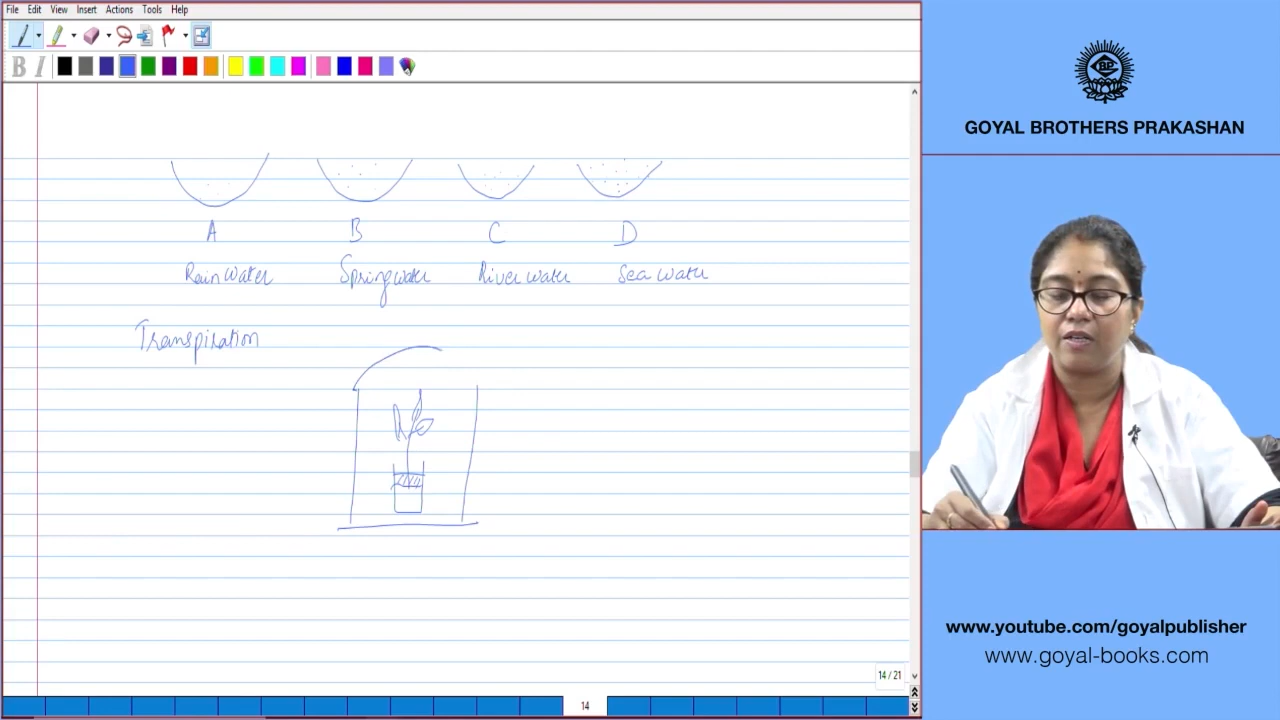 File Edit View Insert Actions Tools Help
B I
BP
GOYAL BROTHERS PRAKASHAN
A B C D
Rain Water Spring water River water Sea water
Transpiration
www.youtube.com/goyalpublisher
www.goyal-books.com
14 / 21
14